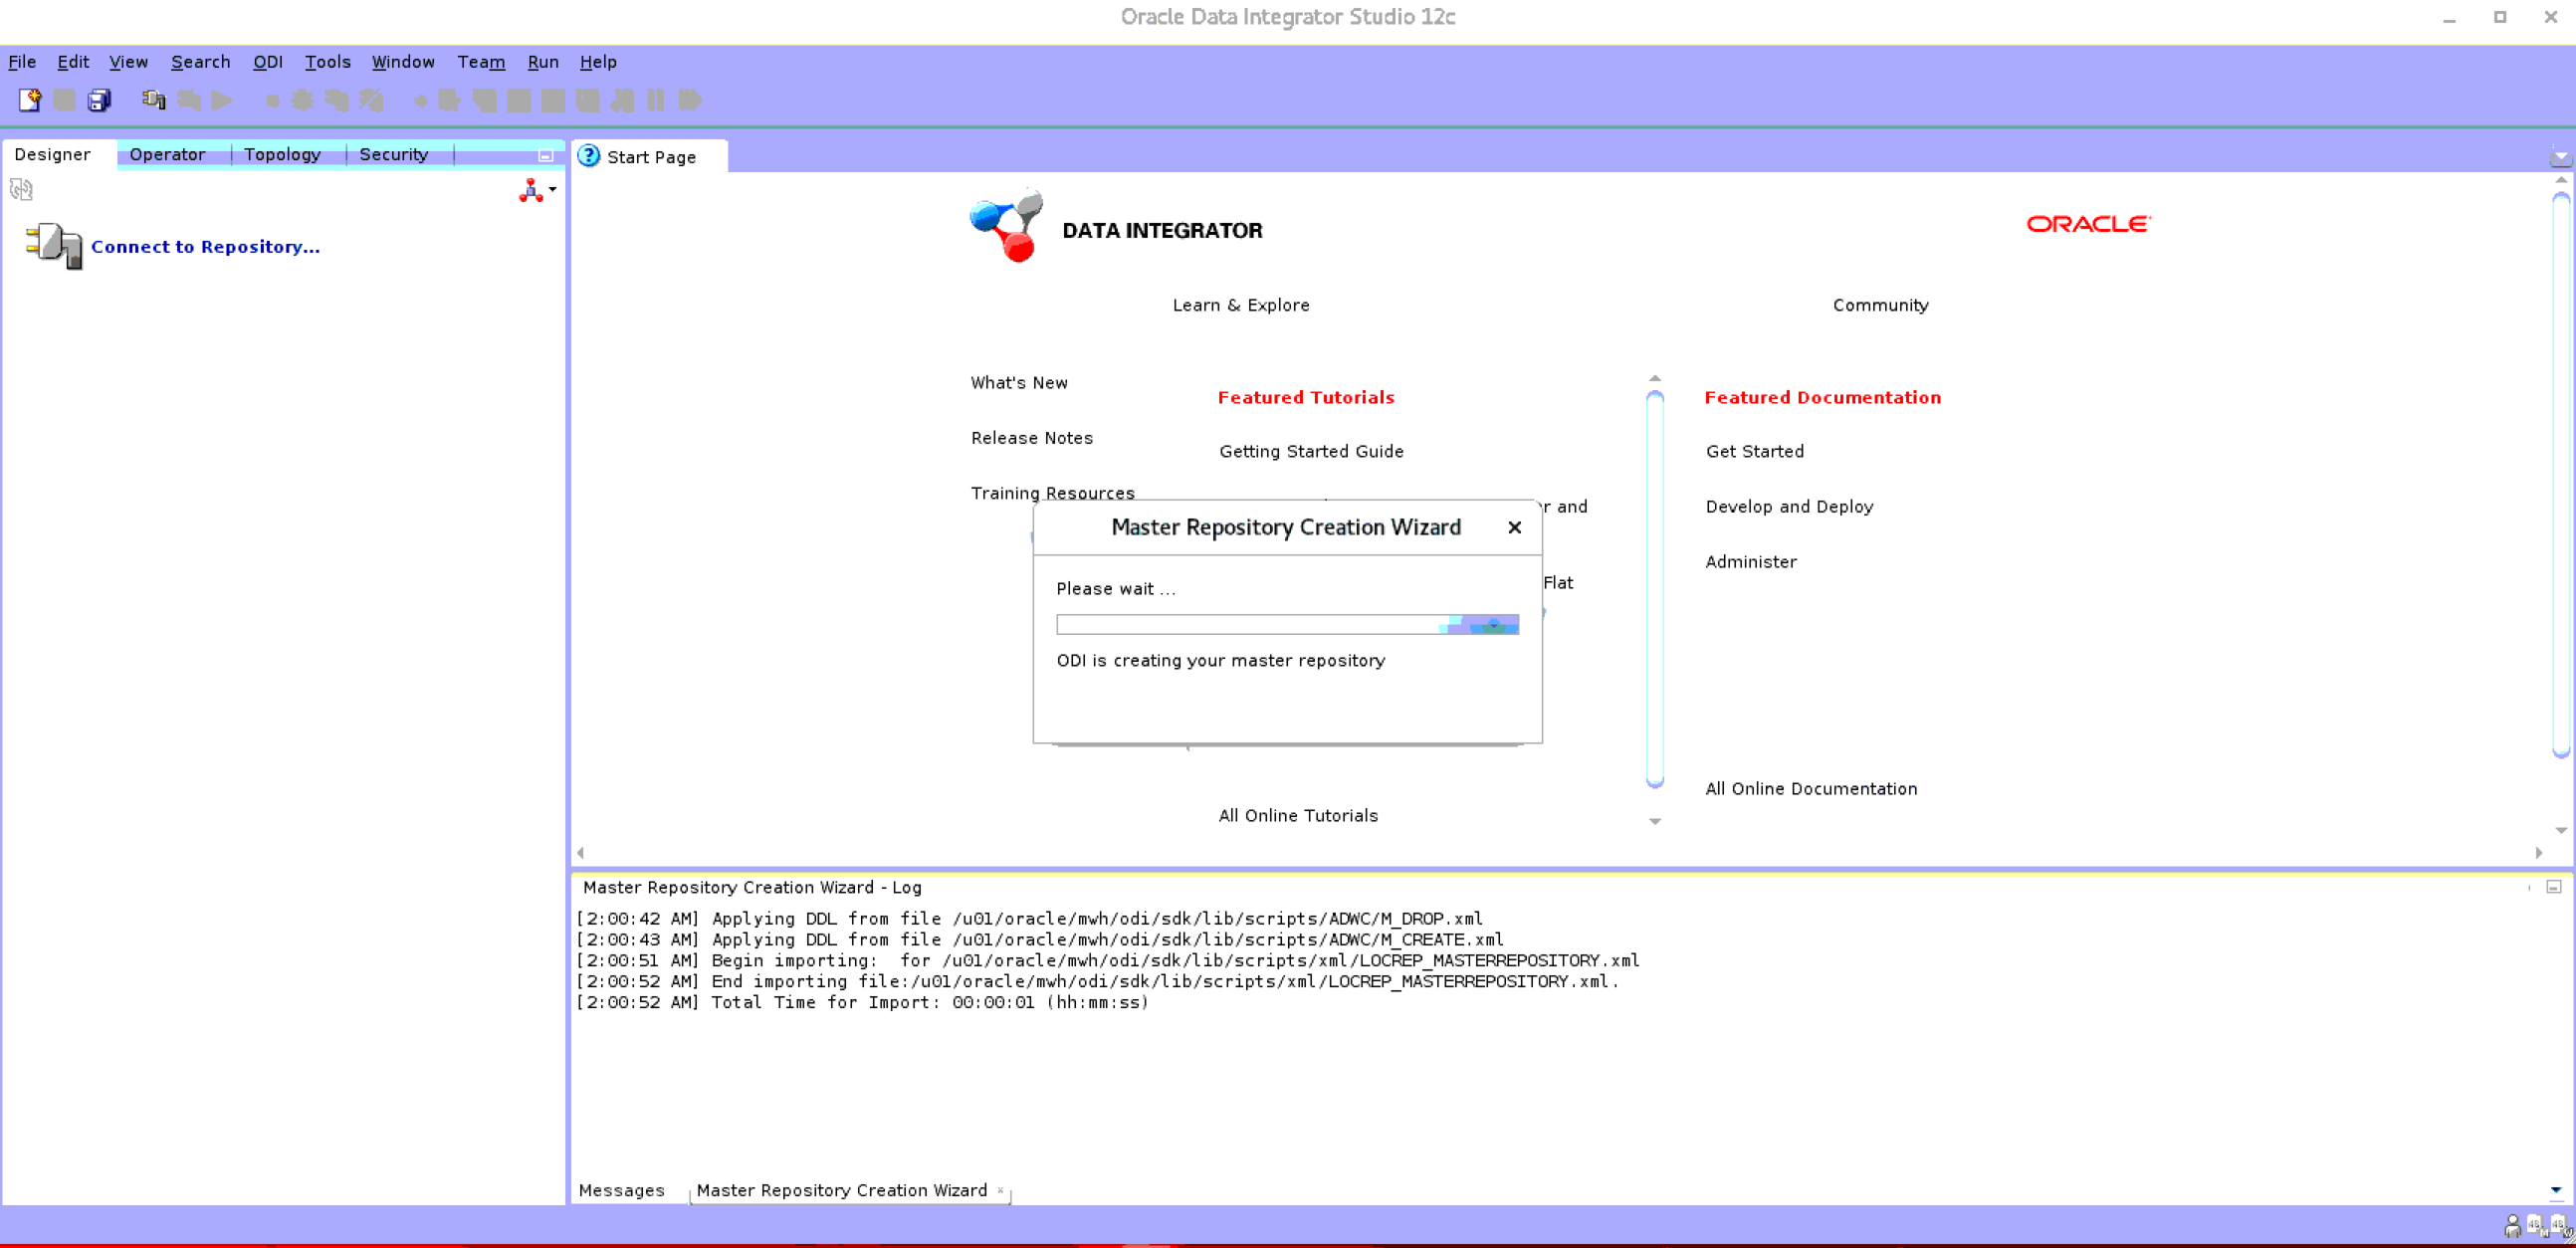 Oracle Data Integrator Studio 12c
File Edit View Search ODI Tools Window Team Run Help
Designer Operator Topology Security
Start Page
Connect to Repository...
DATA INTEGRATOR
ORACLE
Learn & Explore
Community
What's New
Release Notes
Training Resources
Featured Tutorials
Getting Started Guide
and
Flat
All Online Tutorials
Featured Documentation
Get Started
Develop and Deploy
Administer
All Online Documentation
Master Repository Creation Wizard
Please wait ...
ODI is creating your master repository
Master Repository Creation Wizard - Log
[2:00:42 AM] Applying DDL from file /u01/oracle/mwh/odi/sdk/lib/scripts/ADWC/M_DROP.xml
[2:00:43 AM] Applying DDL from file /u01/oracle/mwh/odi/sdk/lib/scripts/ADWC/M_CREATE.xml
[2:00:51 AM] Begin importing:  for /u01/oracle/mwh/odi/sdk/lib/scripts/xml/LOCREP_MASTERREPOSITORY.xml
[2:00:52 AM] End importing file:/u01/oracle/mwh/odi/sdk/lib/scripts/xml/LOCREP_MASTERREPOSITORY.xml.
[2:00:52 AM] Total Time for Import: 00:00:01 (hh:mm:ss)
Messages
Master Repository Creation Wizard